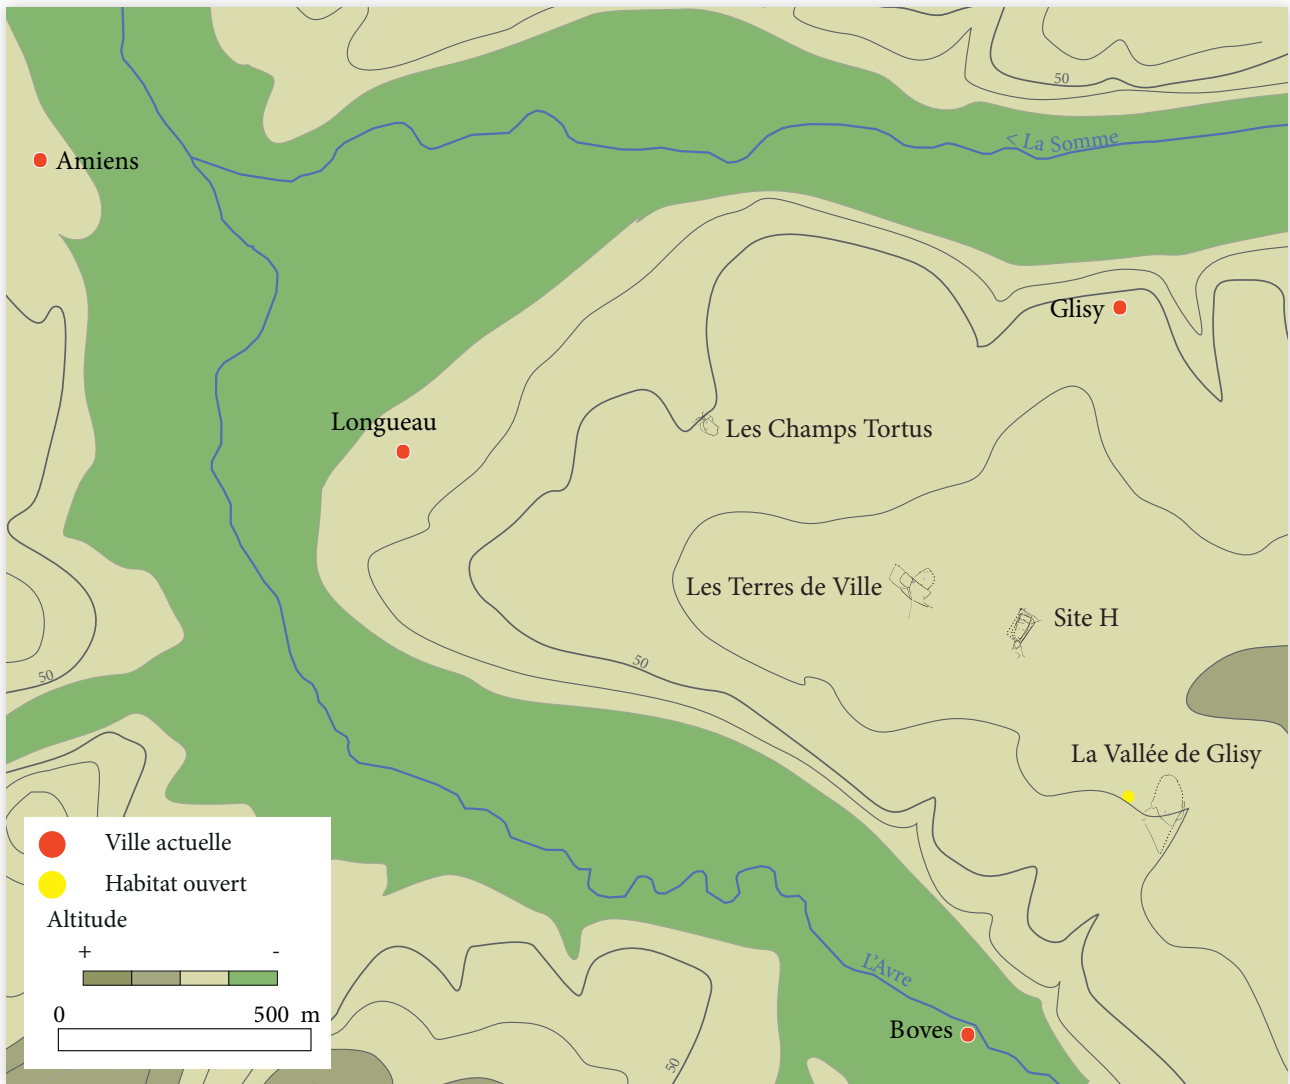 50
< La Somme
Amiens
Glisy
Longueau
Les Champs Tortus
Les Terres de Ville
Site H
50
50
La Vallée de Glisy
Ville actuelle
Habitat ouvert
Altitude
+ -
L'Avre
0 500 m
Boves
50